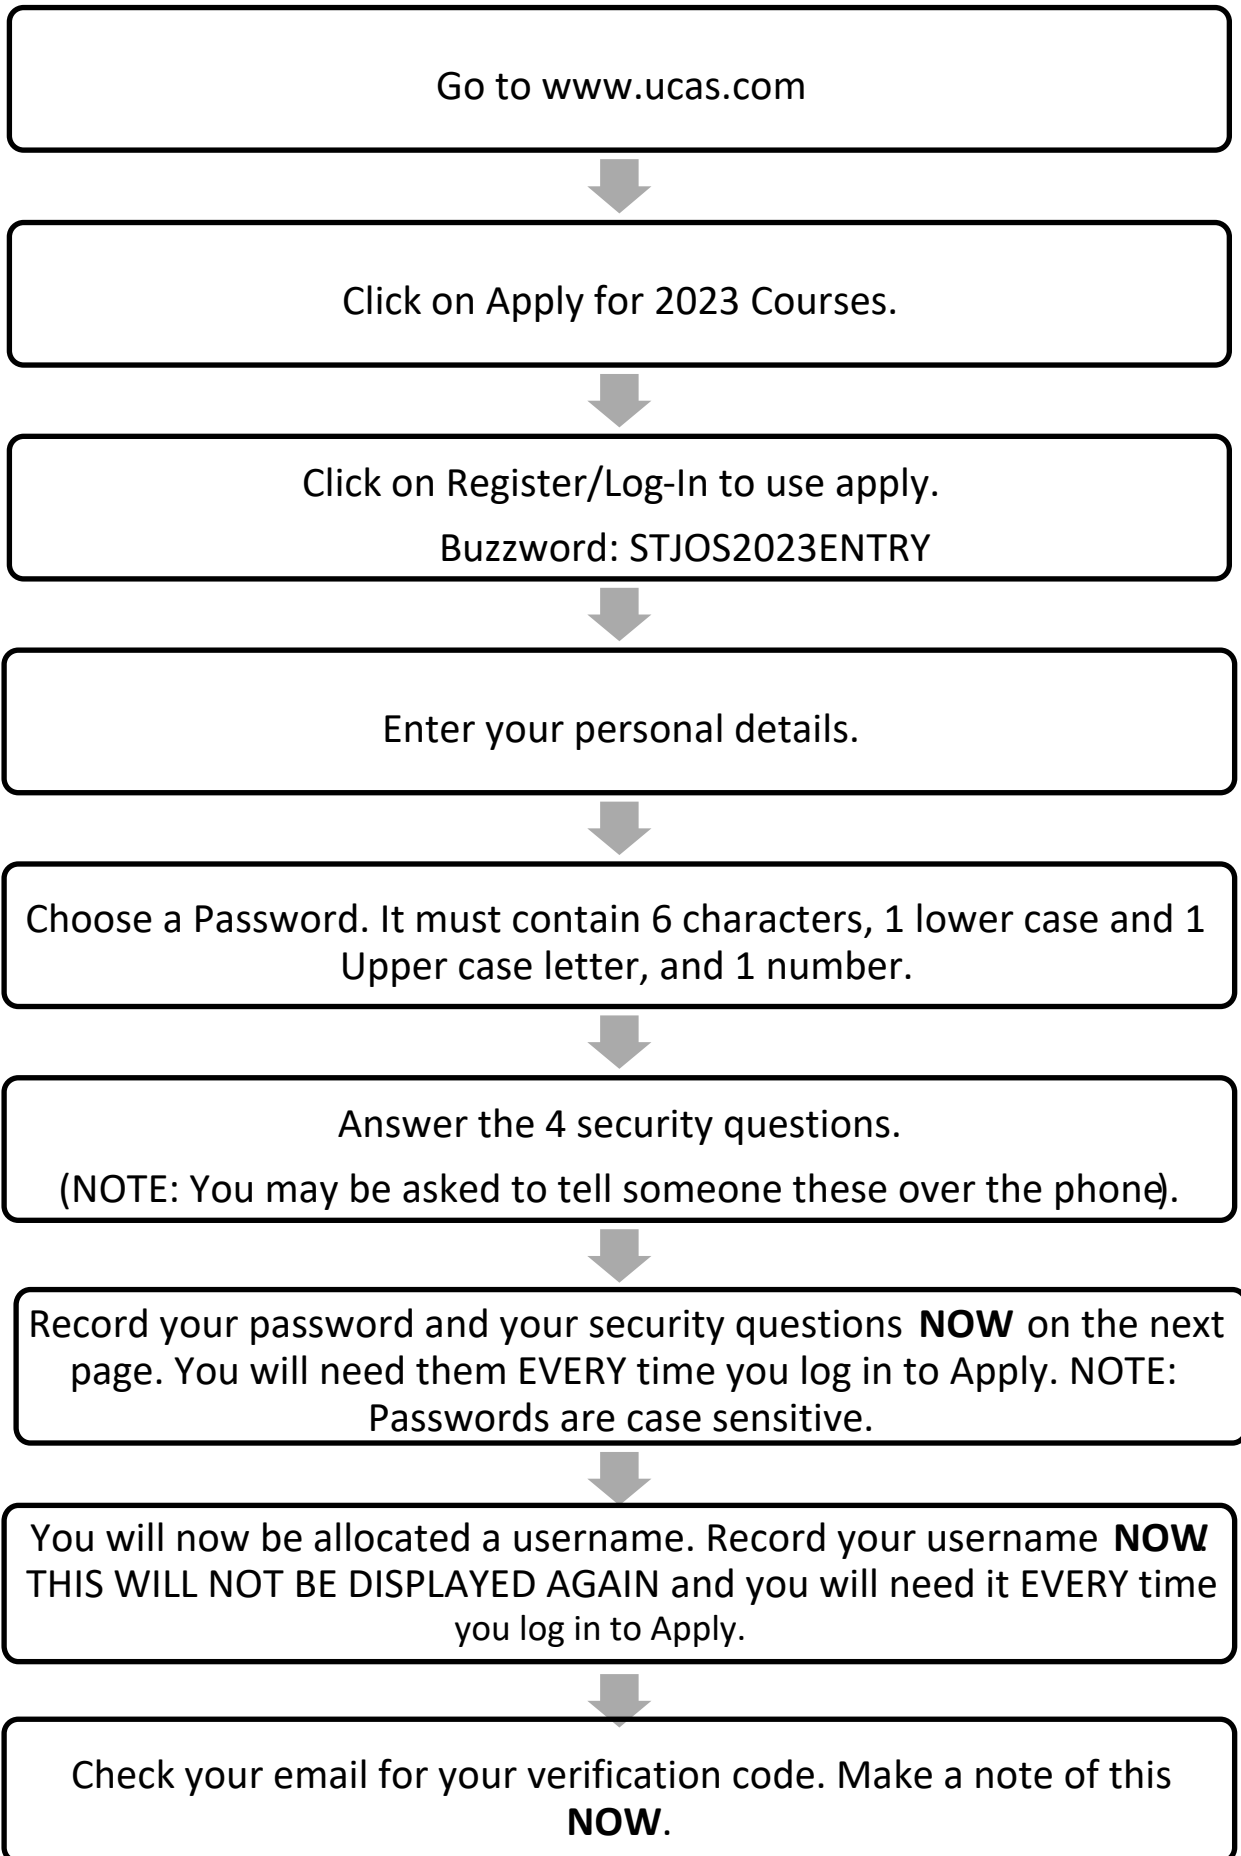 Go to www.ucas.com
Click on Apply for 2023 Courses.
Click on Register/Log-In to use apply.
Buzzword: STJOS2023ENTRY
Enter your personal details.
Choose a Password. It must contain 6 characters, 1 lower case and 1
Upper case letter, and 1 number.
Answer the 4 security questions.
(NOTE: You may be asked to tell someone these over the phone).
Record your password and your security questions NOW on the next
page. You will need them EVERY time you log in to Apply. NOTE:
Passwords are case sensitive.
You will now be allocated a username. Record your username NOW.
THIS WILL NOT BE DISPLAYED AGAIN and you will need it EVERY time
you log in to Apply.
Check your email for your verification code. Make a note of this
NOW.